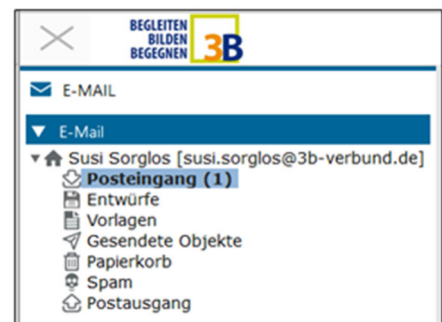 BEGLEITEN
BILDEN
BEGEGNEN 3B
E-MAIL
E-Mail
Susi Sorglos [susi.sorglos@3b-verbund.de]
Posteingang (1)
Entwürfe
Vorlagen
Gesendete Objekte
Papierkorb
Spam
Postausgang